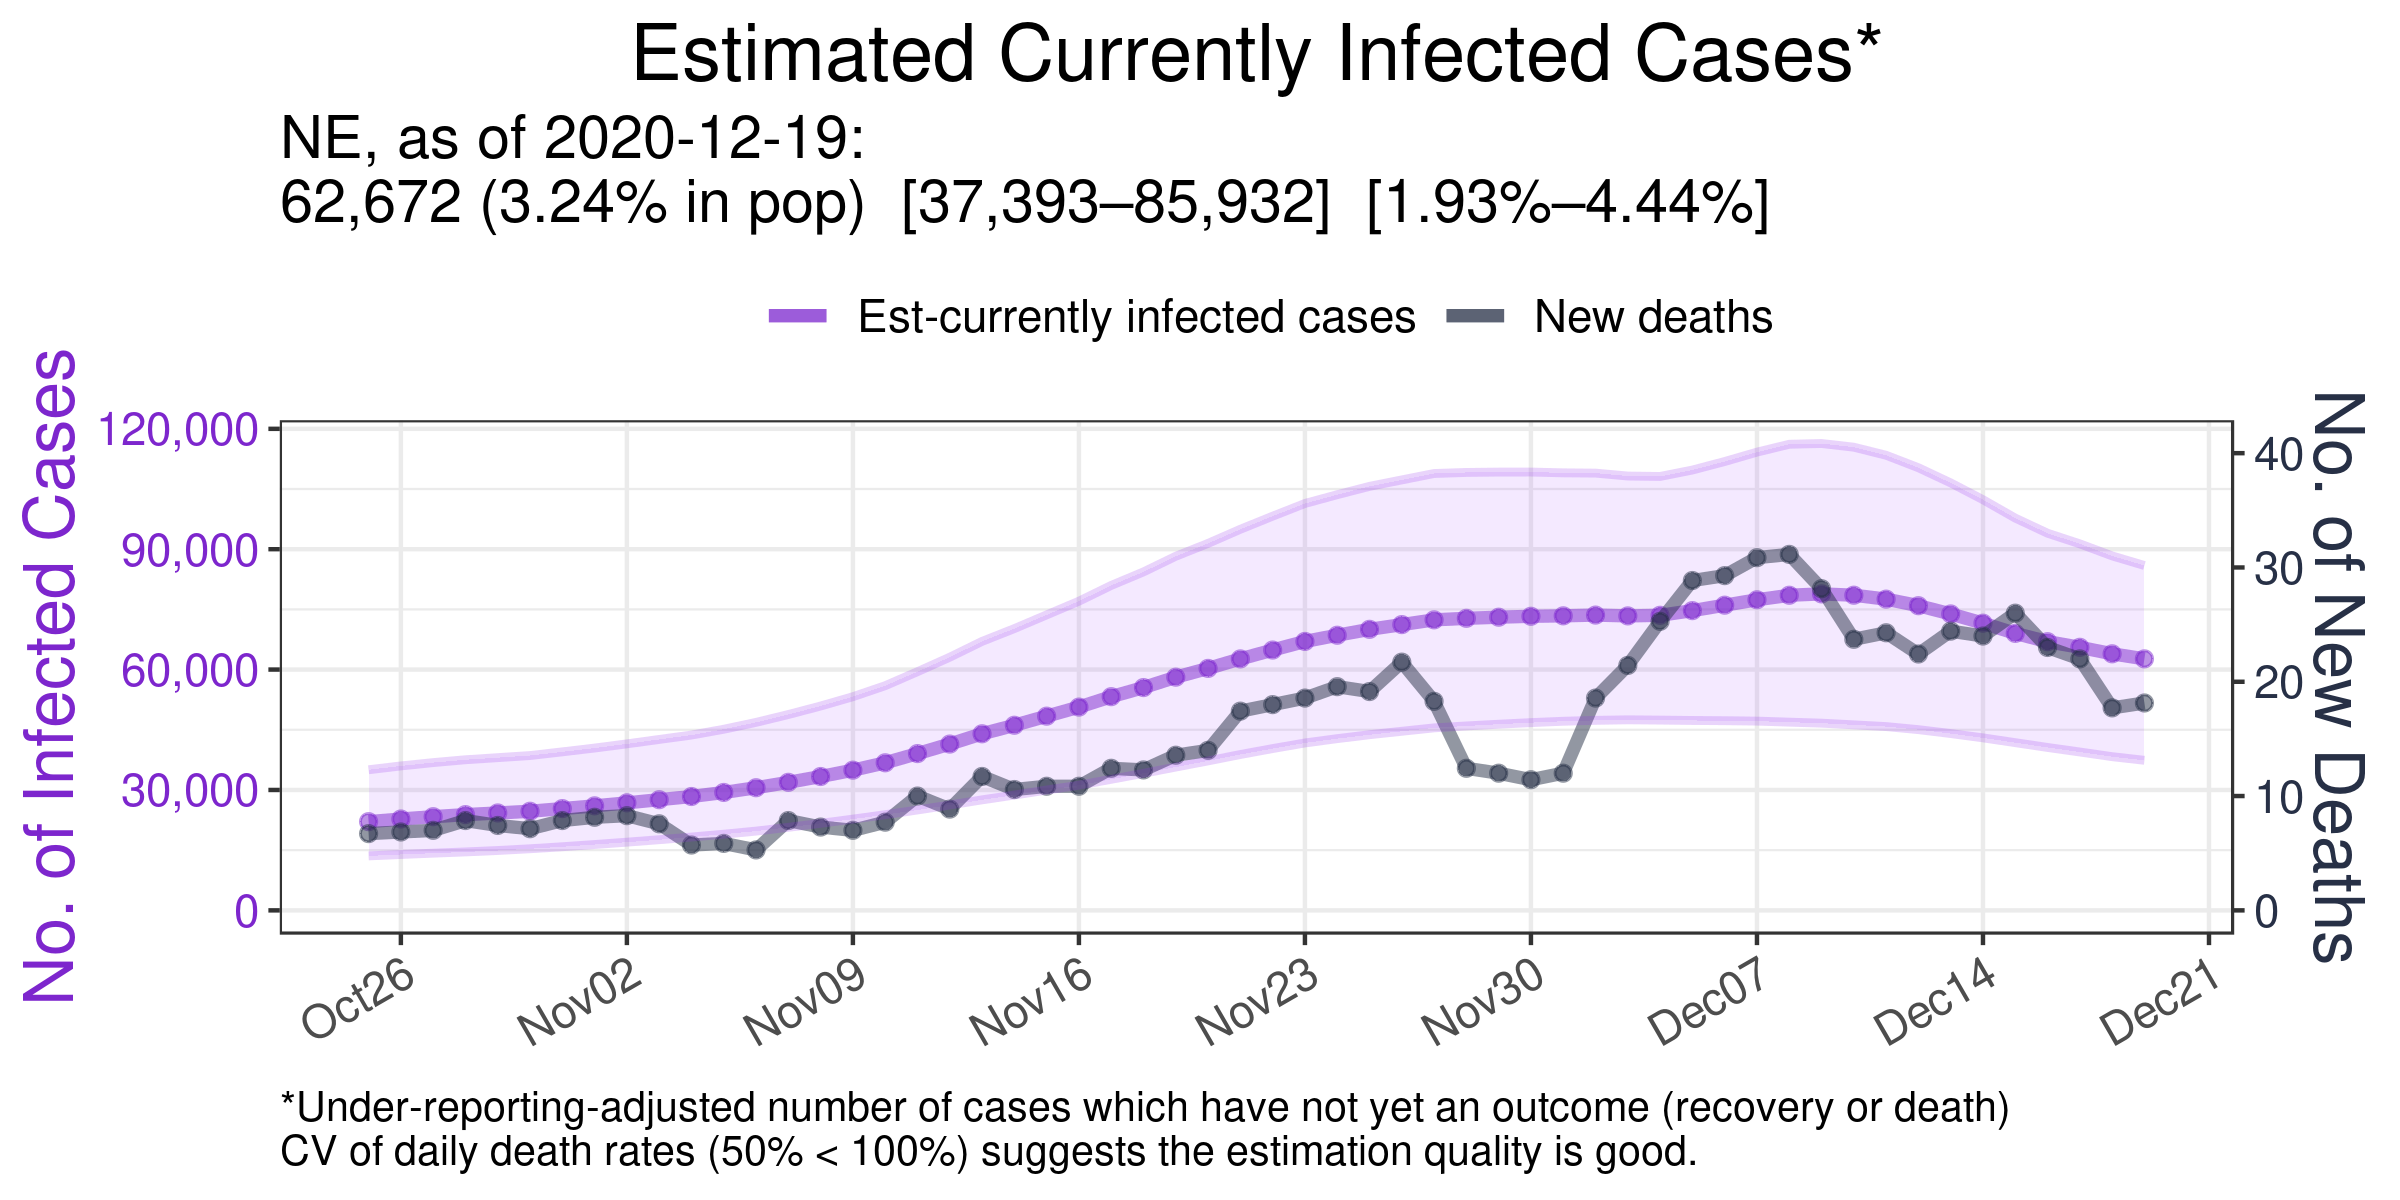 Estimated Currently Infected Cases*
NE, as of 2020-12-19:
62,672 (3.24% in pop)  [37,393–85,932]  [1.93%–4.44%]
Est-currently infected cases
New deaths
No. of Infected Cases
120,000
90,000
60,000
30,000
0
40
30
20
10
0
No. of New Deaths
Oct26
Nov02
Nov09
Nov16
Nov23
Nov30
Dec07
Dec14
Dec21
*Under-reporting-adjusted number of cases which have not yet an outcome (recovery or death)
CV of daily death rates (50% < 100%) suggests the estimation quality is good.